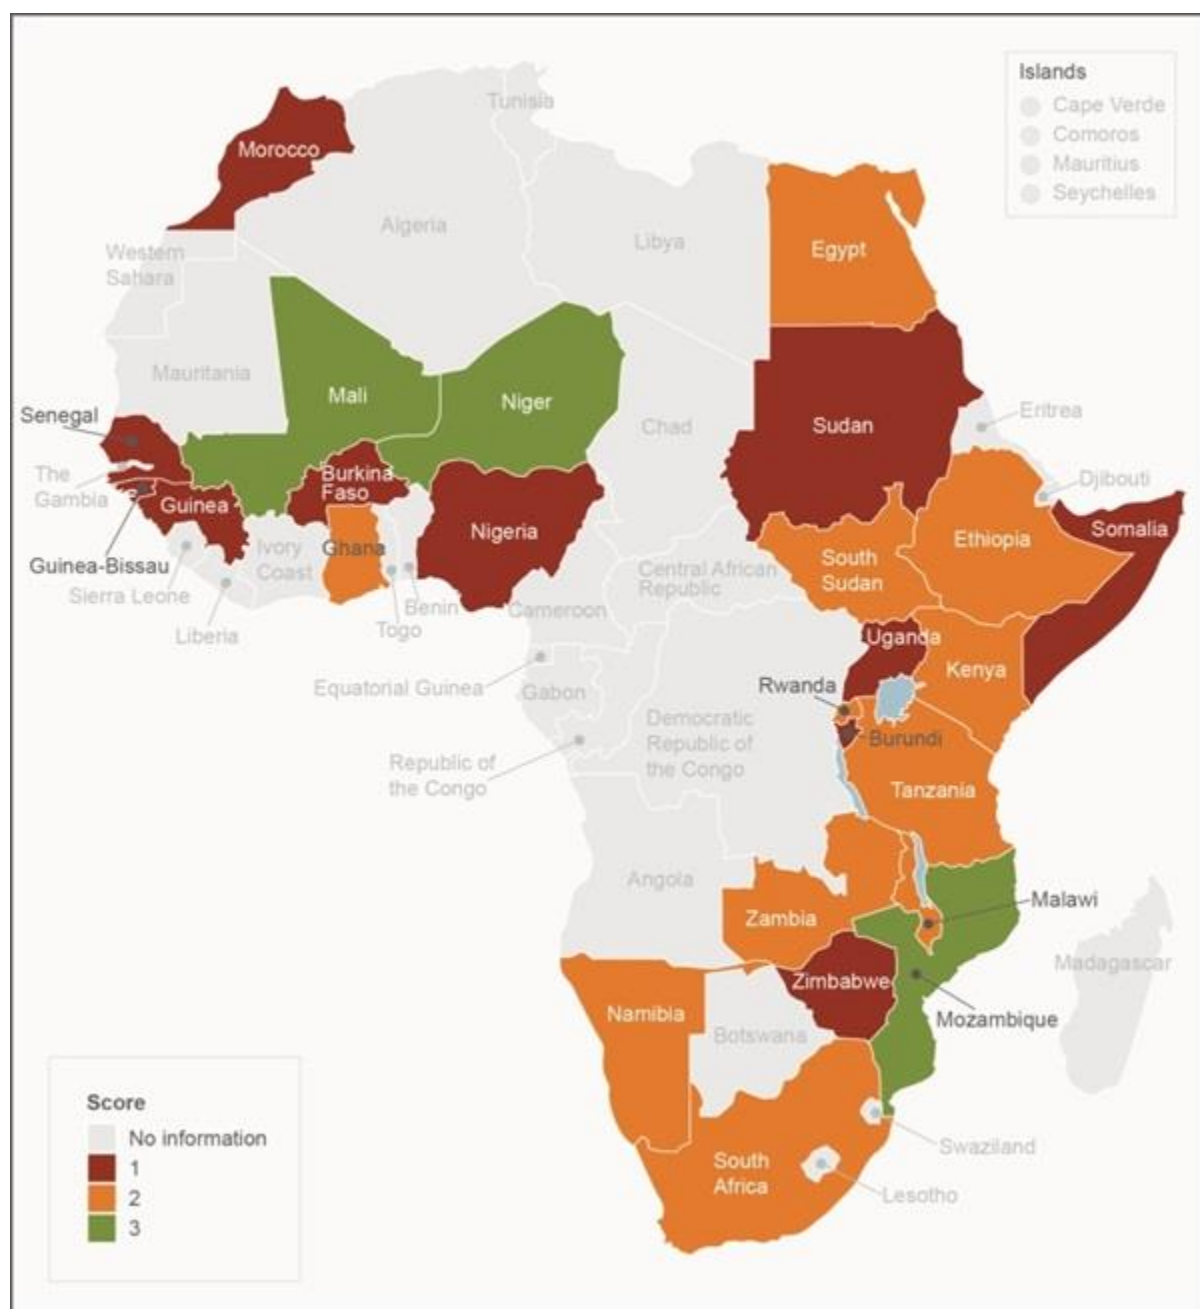 Islands
Cape Verde
Comoros
Mauritius
Seychelles
Tunisia
Morocco
Algeria
Libya
Egypt
Western
Sahara
Mauritania
Mali
Niger
Chad
Sudan
Eritrea
Senegal
The
Gambia
Burkina
Faso
Guinea
Nigeria
Djibouti
Somalia
Ethiopia
Guinea-Bissau
Ghana
Ivory
Coast
South
Sudan
Central African
Republic
Sierra Leone
Benin
Cameroon
Liberia
Togo
Uganda
Kenya
Equatorial Guinea
Gabon
Rwanda
Democratic
Republic of
the Congo
Burundi
Republic of
the Congo
Tanzania
Angola
Zambia
Malawi
Madagascar
Zimbabwe
Namibia
Mozambique
Botswana
Swaziland
South
Africa
Lesotho
Score
No information
1
2
3